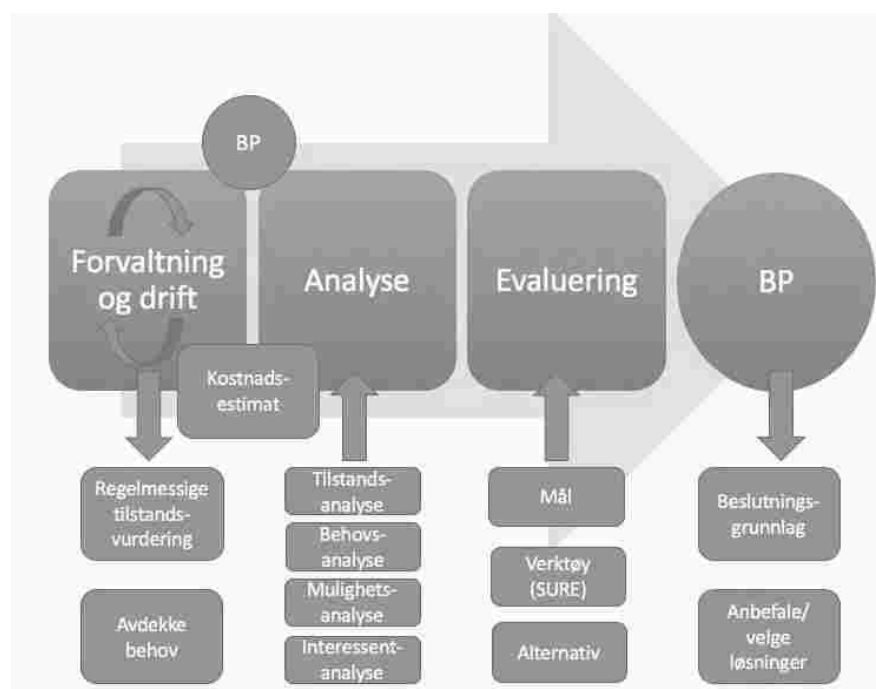 BP
Forvaltning
og drift
Analyse
Evaluering
BP
Kostnads-
estimat
Regelmessige
tilstands-
vurdering
Avdekke
behov
Tilstands-
analyse
Behovs-
analyse
Mulighets-
analyse
Interessent-
analyse
Mål
Verktøy
(SURE)
Alternativ
Beslutnings-
grunnlag
Anbefale/
velge
løsninger